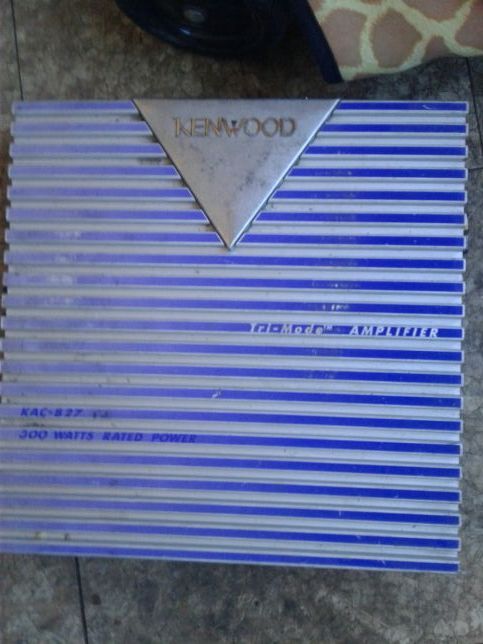 KENWOOD
Tri-Mode™ AMPLIFIER
KAC-827
300 WATTS RATED POWER